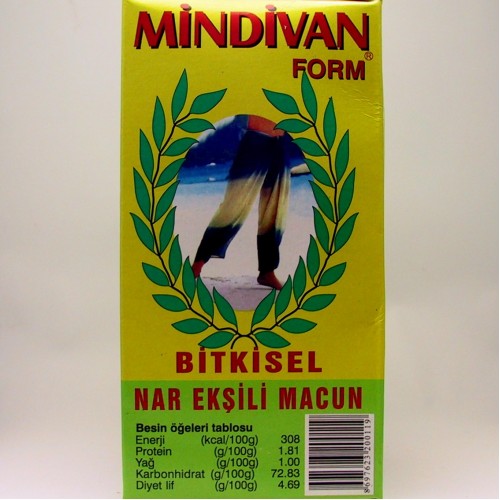 MİNDİVAN
FORM®
BİTKİSEL
NAR EKŞİLİ MACUN
Besin öğeleri tablosu
Enerji (kcal/100g) 308
Protein (g/100g) 1.81
Yağ (g/100g) 1.00
Karbonhidrat (g/100g) 72.83
Diyet lif (g/100g) 4.69
8697623200119